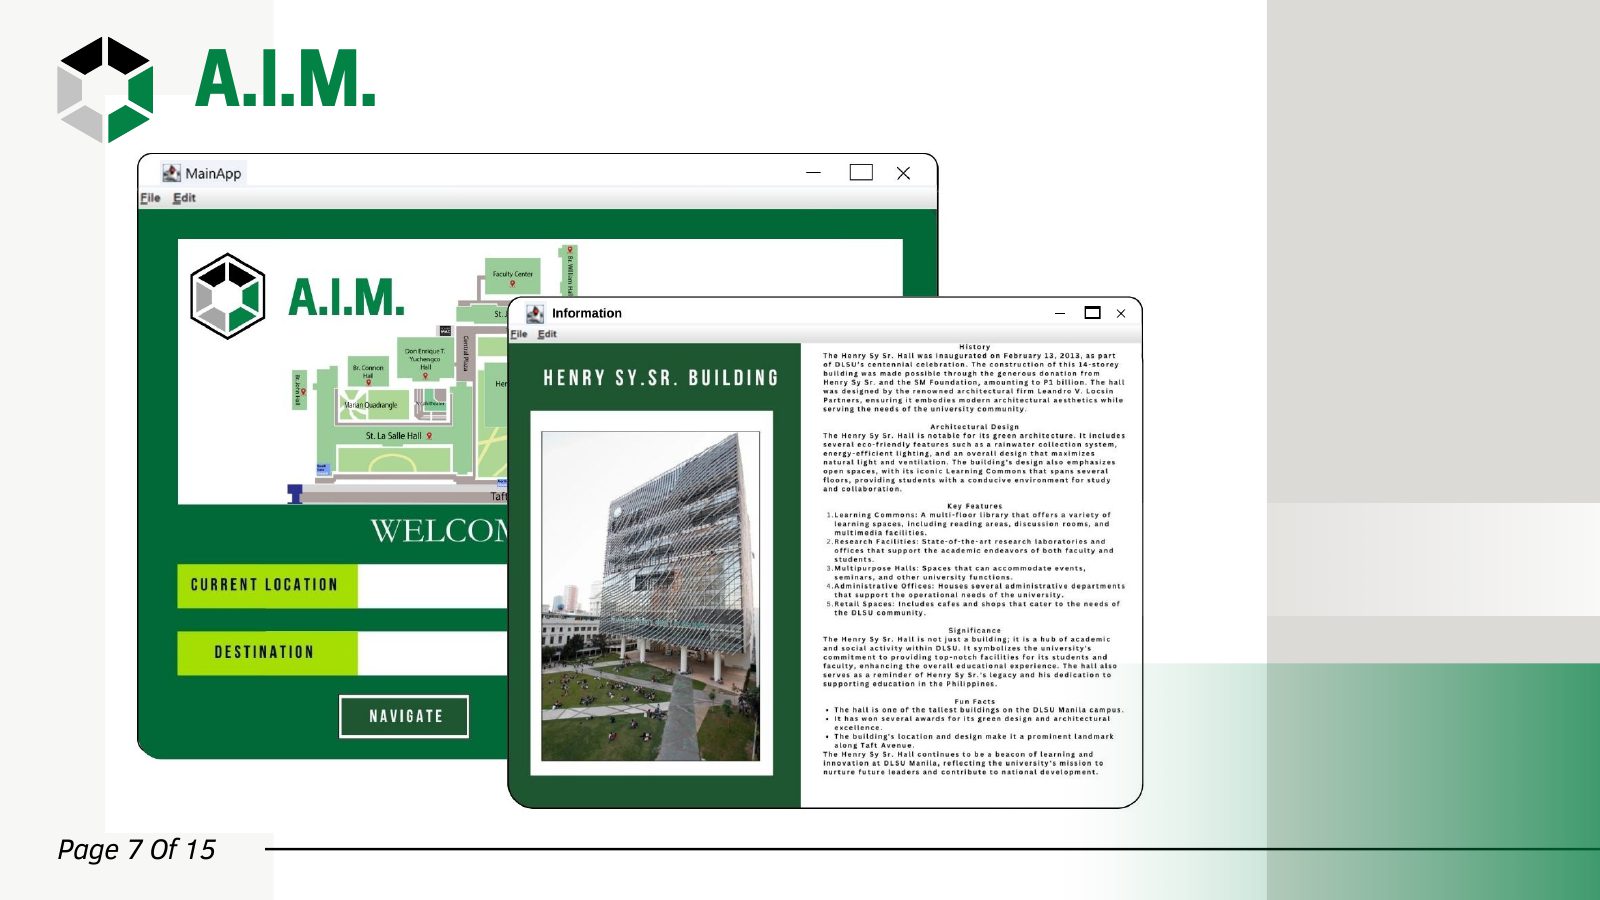 A.I.M.
MainApp
File Edit
A.I.M.
Faculty Center
Br. William Hall
St. J
Central Plaza
Don Enrique T.
Yuchengco
Hall
Br. Connon
Hall
Hen
Marian Quadrangle
St. La Salle Hall
Taft
WELCOM
CURRENT LOCATION
DESTINATION
NAVIGATE
Information
File Edit
HENRY SY.SR. BUILDING
History
The Henry Sy Sr. Hall was inaugurated on February 13, 2013, as part
of DLSU's centennial celebration. The construction of this 14-storey
building was made possible through the generous donation from
Henry Sy Sr. and the SM Foundation, amounting to P1 billion. The hall
was designed by the renowned architectural firm Leandro V. Locsin
Partners, ensuring it embodies modern architectural aesthetics while
serving the needs of the university community.
Architectural Design
The Henry Sy Sr. Hall is notable for its green architecture. It includes
several eco-friendly features such as a rainwater collection system,
energy-efficient lighting, and an overall design that maximizes
natural light and ventilation. The building's design also emphasizes
open spaces, with its iconic Learning Commons that spans several
floors, providing students with a conducive environment for study
and collaboration.
Key Features
1.Learning Commons: A multi-floor library that offers a variety of
learning spaces, including reading areas, discussion rooms, and
multimedia facilities.
2.Research Facilities: State-of-the-art research laboratories and
offices that support the academic endeavors of both faculty and
students.
3.Multipurpose Halls: Spaces that can accommodate events,
seminars, and other university functions.
4.Administrative Offices: Houses several administrative departments
that support the operational needs of the university.
5.Retail Spaces: Includes cafes and shops that cater to the needs of
the DLSU community.
Significance
The Henry Sy Sr. Hall is not just a building; it is a hub of academic
and social activity within DLSU. It symbolizes the university's
commitment to providing top-notch facilities for its students and
faculty, enhancing the overall educational experience. The hall also
serves as a reminder of Henry Sy Sr.'s legacy and his dedication to
supporting education in the Philippines.
Fun Facts
• The hall is one of the tallest buildings on the DLSU Manila campus.
• It has won several awards for its green design and architectural
excellence.
• The building's location and design make it a prominent landmark
along Taft Avenue.
The Henry Sy Sr. Hall continues to be a beacon of learning and
innovation at DLSU Manila, reflecting the university's mission to
nurture future leaders and contribute to national development.
Page 7 Of 15